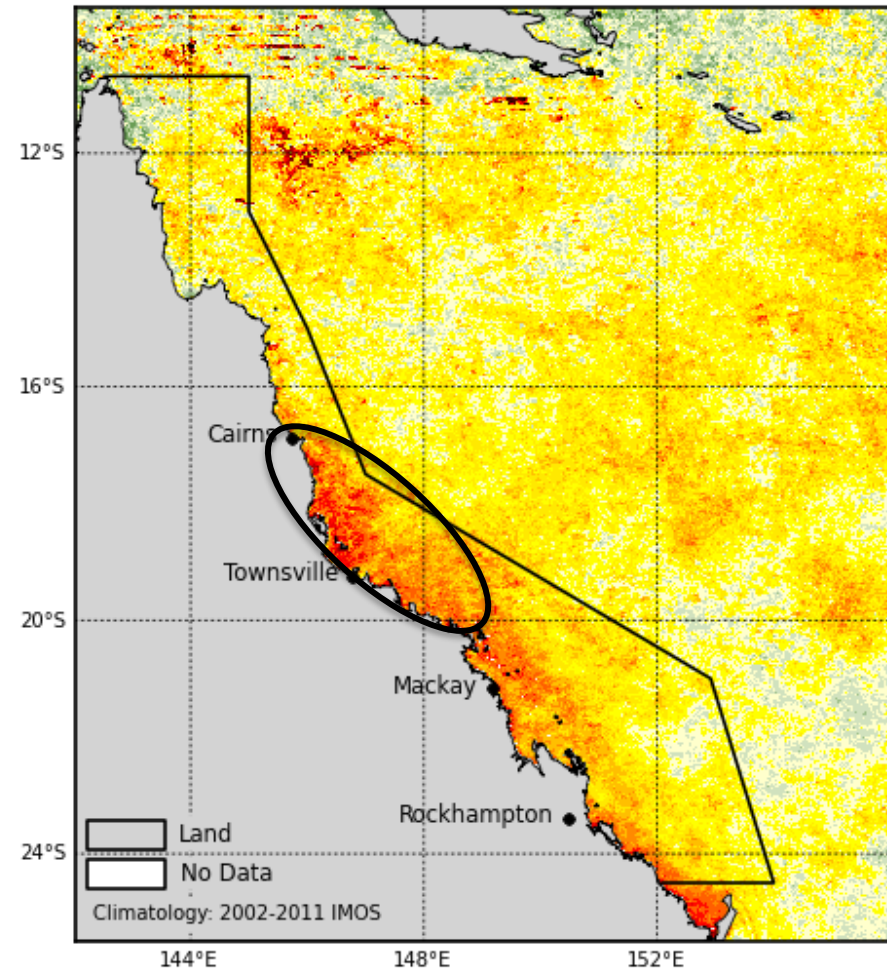 12°S
16°S
Cairns
Townsville
20°S
Mackay
Rockhampton
24°S
Land
No Data
Climatology: 2002-2011 IMOS
144°E 148°E 152°E